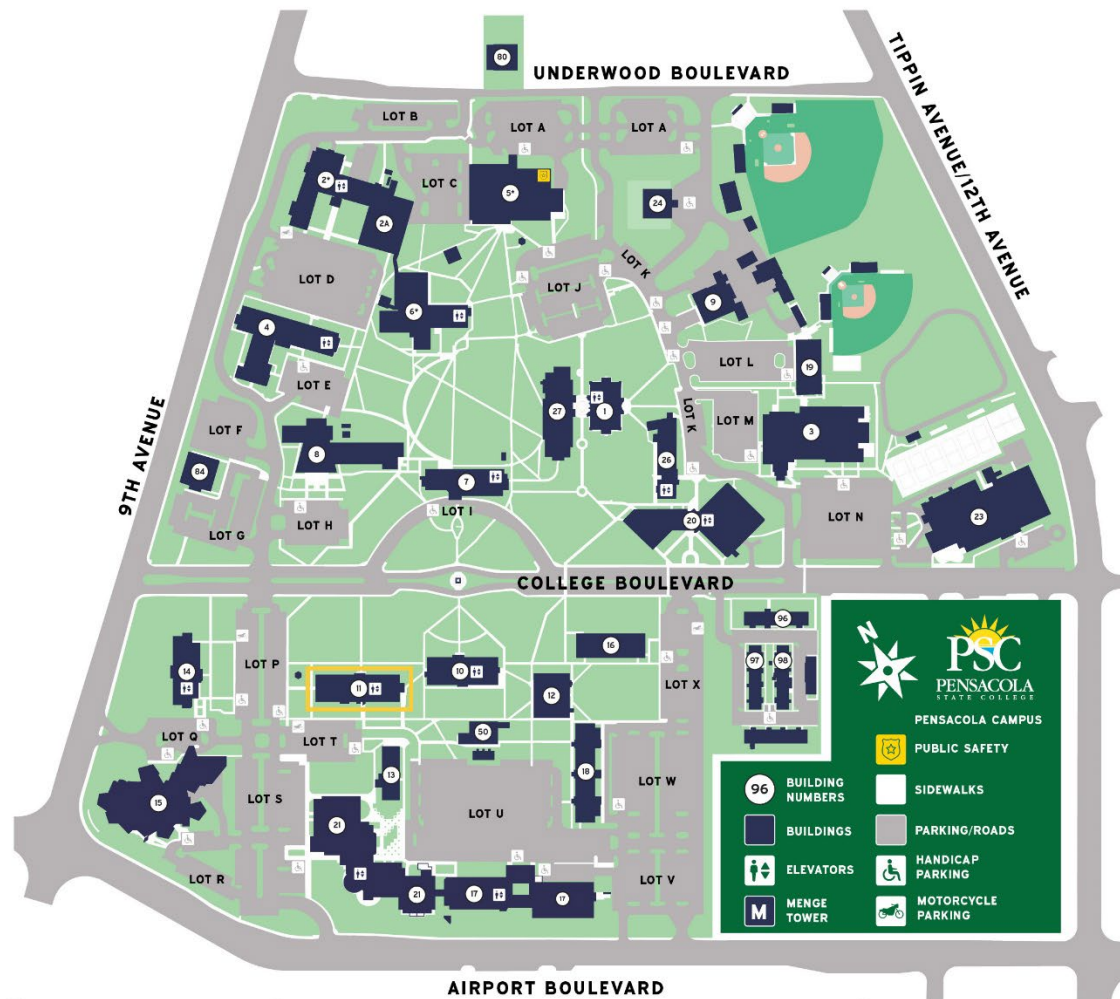 80
UNDERWOOD BOULEVARD
TIPPIN AVENUE/12TH AVENUE
LOT B
LOT A
LOT A
2*
LOT C
5*
2A
24
LOT D
LOT K
6*
LOT J
9
4
LOT E
LOT L
19
27
1
LOT K
LOT M
3
LOT F
8
26
84
7
LOT I
LOT G
LOT H
20
LOT N
23
9TH AVENUE
COLLEGE BOULEVARD
96
16
14
LOT P
11
10
97
98
12
LOT X
50
LOT Q
LOT T
13
18
LOT W
15
LOT S
21
LOT U
LOT R
21
17
17
LOT V
N
PSC
PENSACOLA
STATE COLLEGE
PENSACOLA CAMPUS
PUBLIC SAFETY
96
BUILDING
NUMBERS
SIDEWALKS
BUILDINGS
PARKING/ROADS
ELEVATORS
HANDICAP
PARKING
M
MENGE
TOWER
MOTORCYCLE
PARKING
AIRPORT BOULEVARD